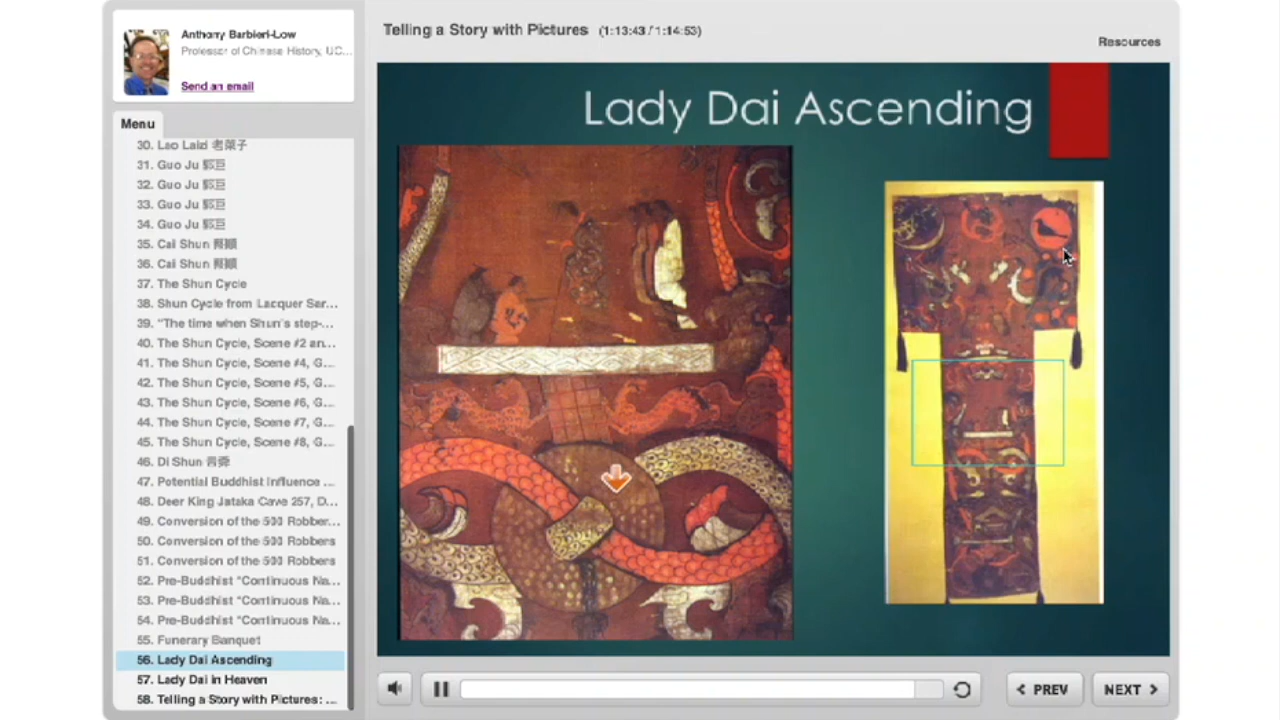 Anthony Barbieri-Low
Professor of Chinese History, UC...
Send an email
Telling a Story with Pictures (1:13:43 / 1:14:53)
Resources
Menu
30. Lao Laizi 老萊子
31. Guo Ju 郭巨
32. Guo Ju 郭巨
33. Guo Ju 郭巨
34. Guo Ju 郭巨
35. Cai Shun
36. Cai Shun
37. The Shun Cycle
38. Shun Cycle from Lacquer Sar...
39. "The time when Shun's step-...
40. The Shun Cycle, Scene #2 an...
41. The Shun Cycle, Scene #4, G...
42. The Shun Cycle, Scene #5, G...
43. The Shun Cycle, Scene #6, G...
44. The Shun Cycle, Scene #7, G...
45. The Shun Cycle, Scene #8, G...
46. Di Shun
47. Potential Buddhist Influence ...
48. Deer King Jataka Cave 257, D...
49. Conversion of the 500 Robber...
50. Conversion of the 500 Robbers
51. Conversion of the 500 Robbers
52. Pre-Buddhist "Continuous Na...
53. Pre-Buddhist "Continuous Na...
54. Pre-Buddhist "Continuous Na...
55. Funerary Banquet
56. Lady Dai Ascending
57. Lady Dai in Heaven
58. Telling a Story with Pictures: ...
Lady Dai Ascending
PREV
NEXT